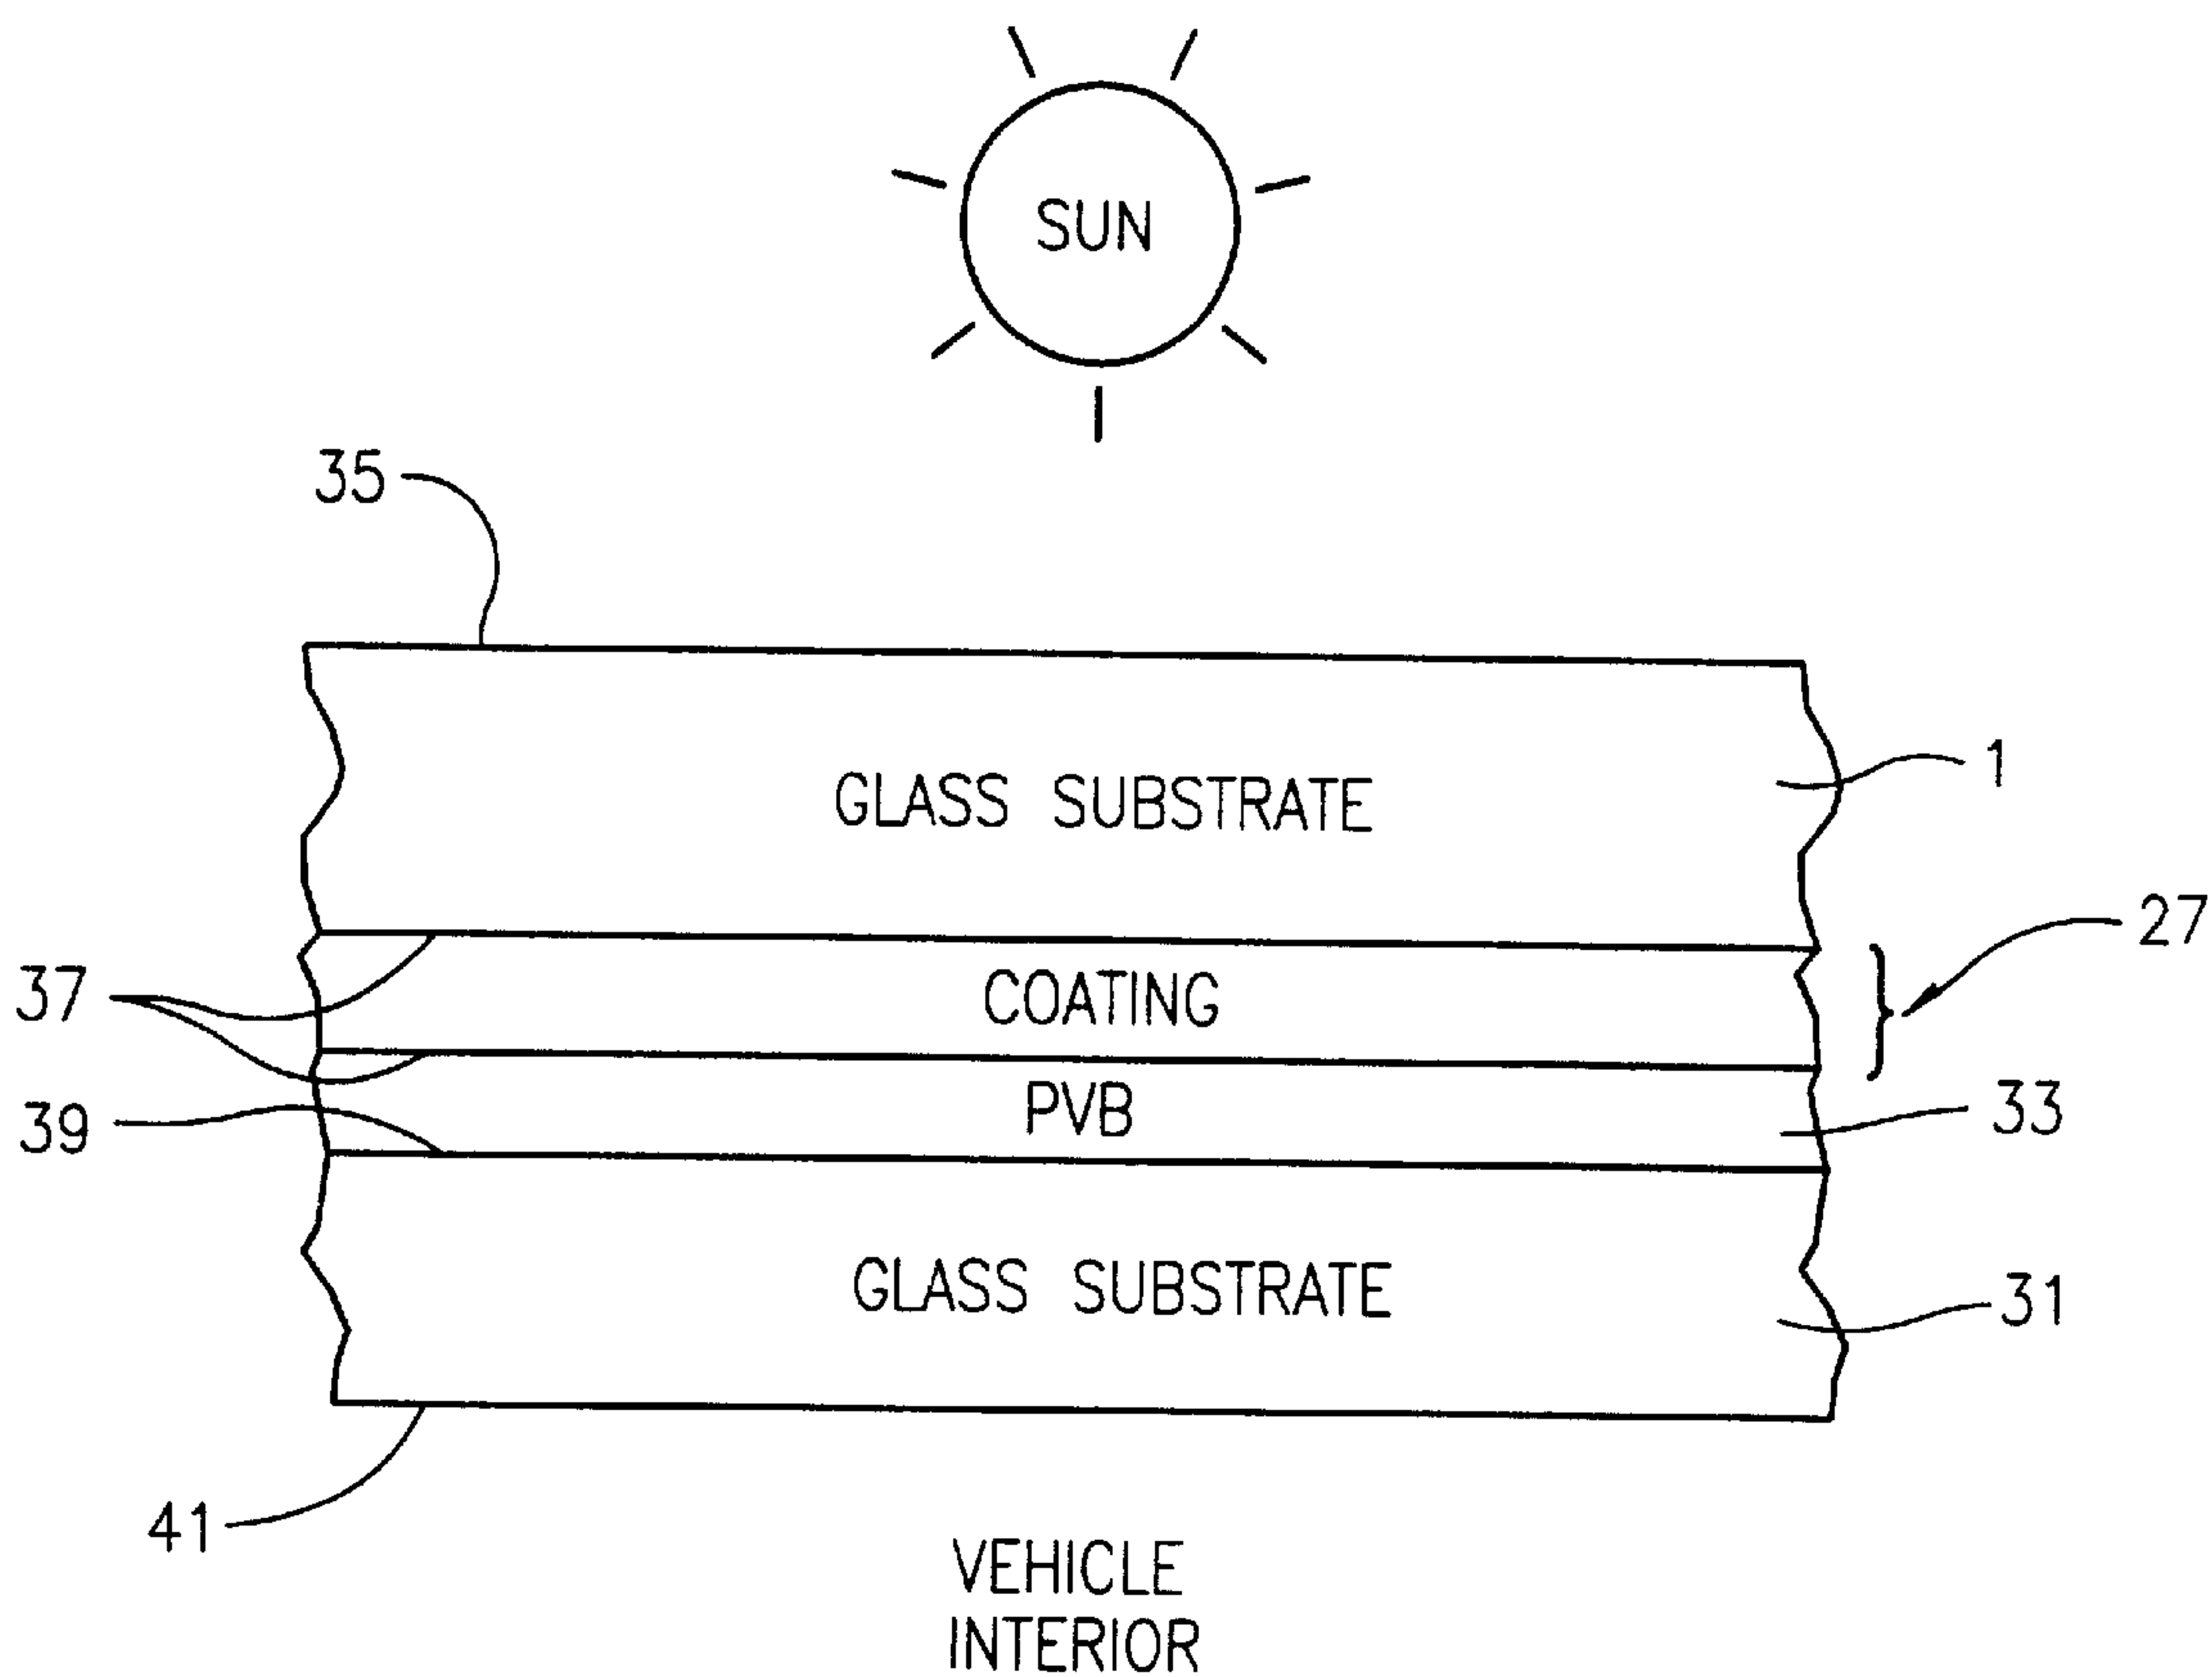 SUN
35
GLASS SUBSTRATE
1
27
COATING
37
PVB
33
39
GLASS SUBSTRATE
31
41
VEHICLE
INTERIOR